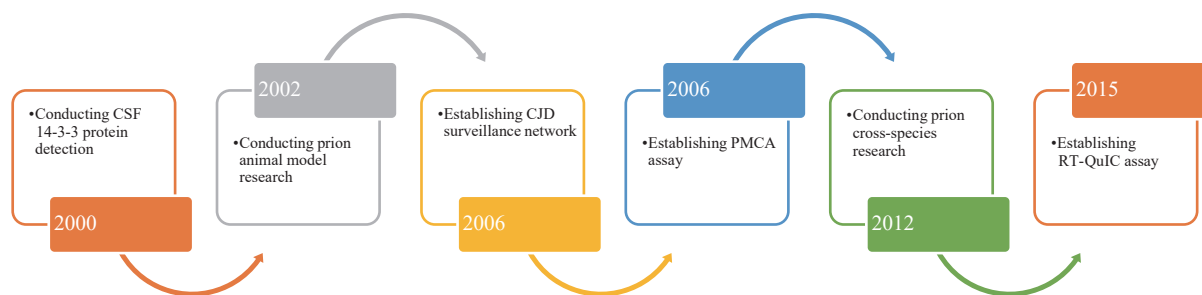 •Conducting CSF
14-3-3 protein
detection
2000
2002
•Conducting prion
animal model
research
•Establishing CJD
surveillance network
2006
2006
•Establishing PMCA
assay
•Conducting prion
cross-species
research
2012
2015
•Establishing
RT-QuIC assay